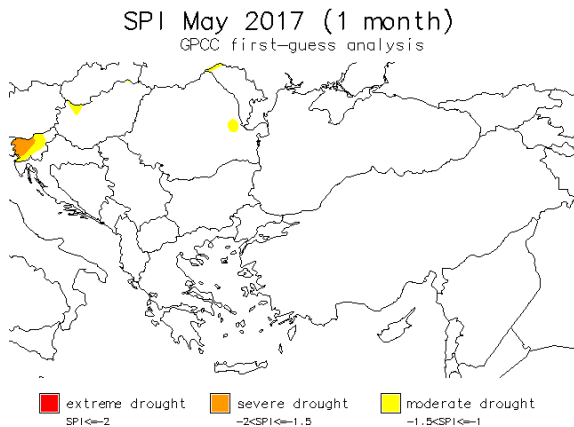 SPI May 2017 (1 month)
GPCC first-guess analysis
extreme drought severe drought moderate drought
SPI<=-2 -2<SPI<=-1.5 -1.5<SPI<=-1